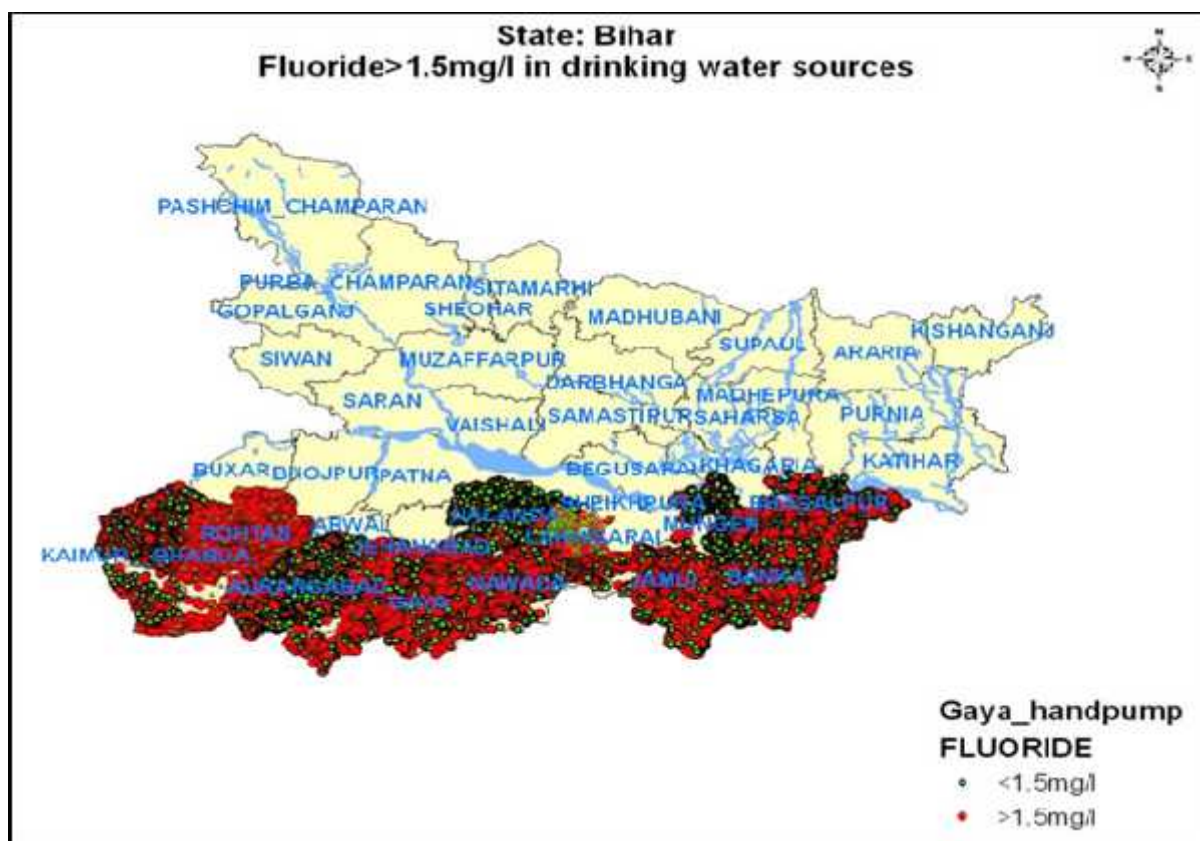 State: Bihar
Fluoride>1.5mg/l in drinking water sources
PASHCHIM_CHAMPARAN
PURBA_CHAMPARAN
SITAMARHI
GOPALGANJ
SHEOHAR
MADHUBANI
SUPAUL
KISHANGANJ
ARARIA
SIWAN
MUZAFFARPUR
DARBHANGA
MADHEPURA
SARAN
SAMASTIPUR
SAHARSA
PURNIA
VAISHALI
BUXAR
BHOJPUR
PATNA
BEGUSARAI
KHAGARIA
KATIHAR
BHAGALPUR
ARWAL
MUNGER
ROHTAS
KAIMUR
AURANGABAD
NAWADA
JAMUI
BANKA
Gaya_handpump
FLUORIDE
<1.5mg/l
>1.5mg/l